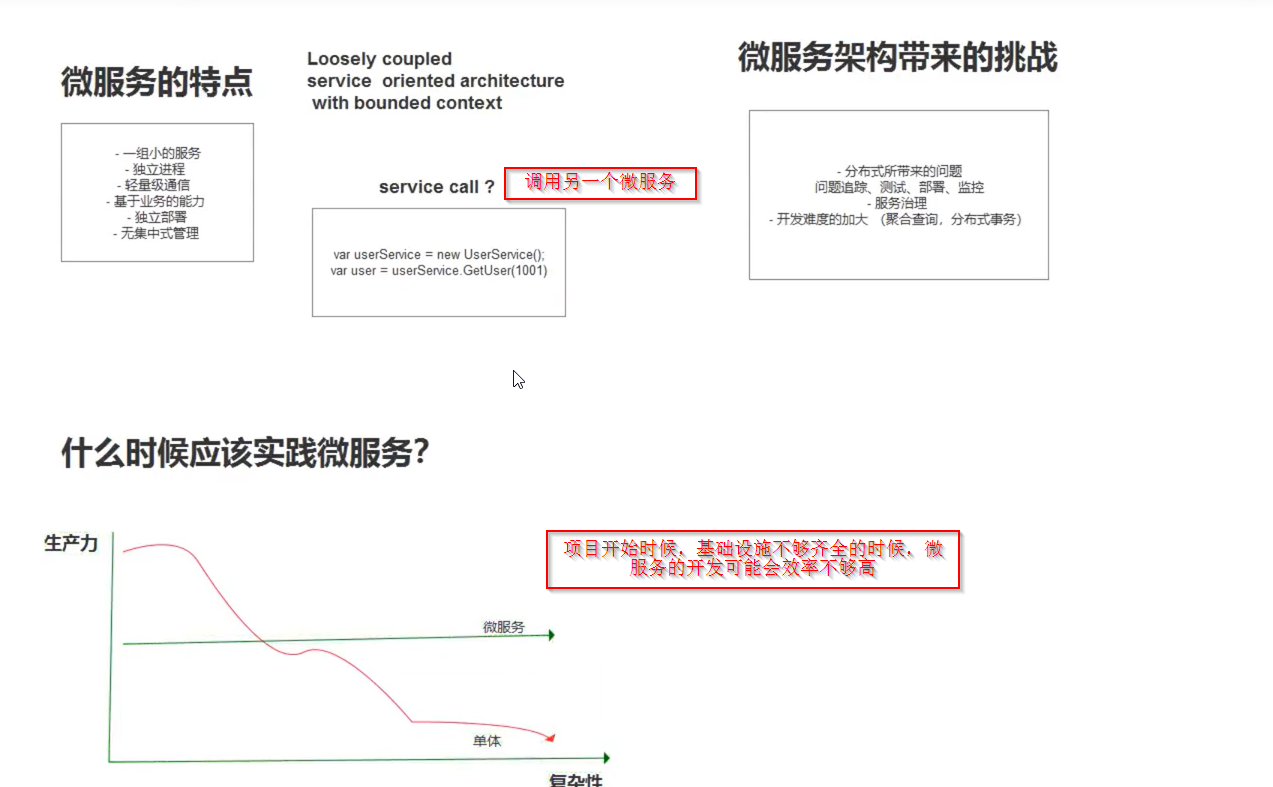 微服务的特点
- 一组小的服务
- 独立进程
- 轻量级通信
- 基于业务的能力
- 独立部署
- 无集中式管理
Loosely coupled
service oriented architecture
with bounded context
service call ?
调用另一个微服务
var userService = new UserService();
var user = userService.GetUser(1001)
微服务架构带来的挑战
- 分布式所带来的问题
问题追踪、测试、部署、监控
- 服务治理
- 开发难度的加大 （聚合查询，分布式事务）
什么时候应该实践微服务？
生产力
项目开始时候，基础设施不够齐全的时候，微
服务的开发可能会效率不够高
微服务
单体
复杂性